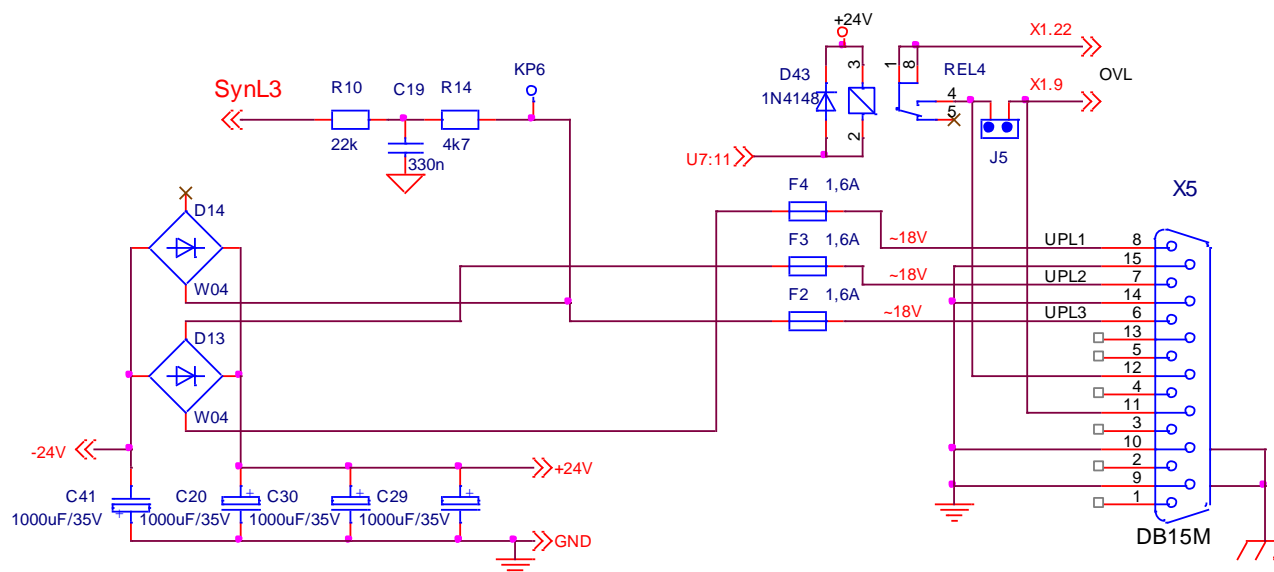 +24V
X1.22
1
8
3
D43
1N4148
REL4
4
5
X1.9
OVL
2
J5
U7:11
KP6
SynL3
R10
C19
R14
22k
330n
4k7
X5
F4 1,6A
F3 1,6A
F2 1,6A
~18V
~18V
~18V
UPL1
UPL2
UPL3
8
15
7
14
6
13
5
12
4
11
3
10
2
9
1
DB15M
D14
W04
D13
W04
-24V
+24V
C41
C20
C30
C29
+
+
+
+
1000uF/35V
1000uF/35V
1000uF/35V
1000uF/35V
GND